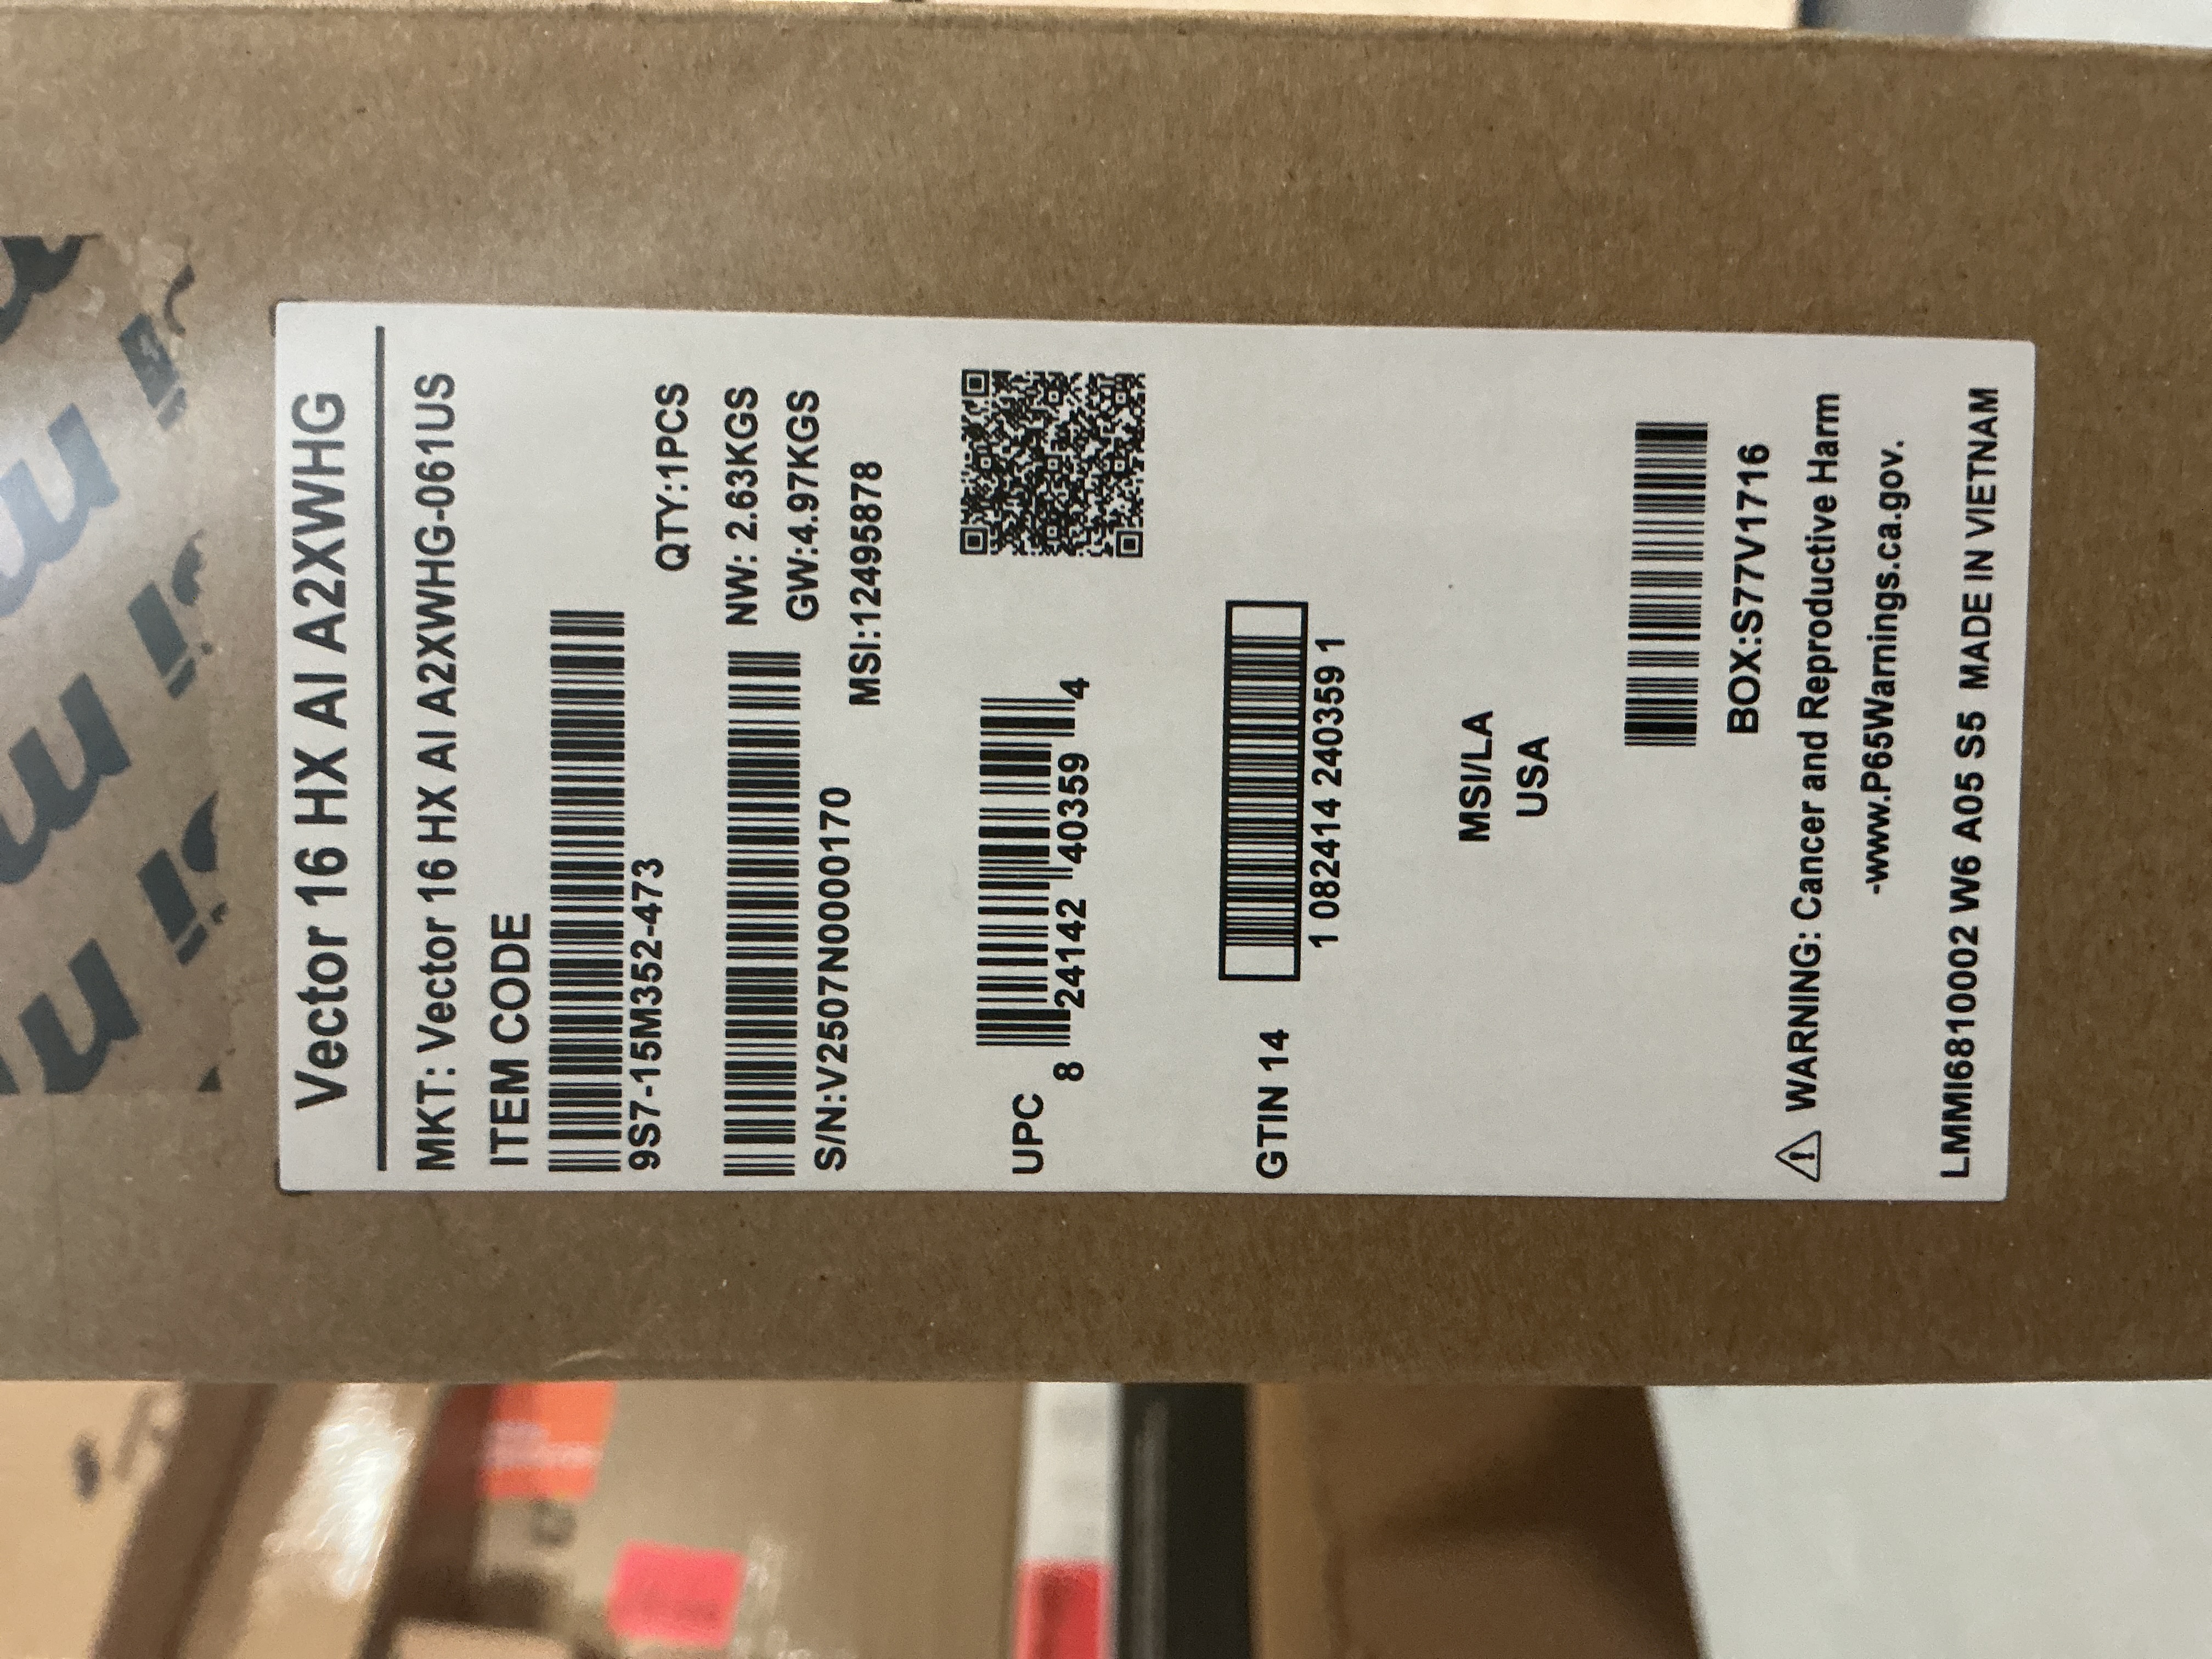 Vector 16 HX AI A2XWHG
MKT: Vector 16 HX AI A2XWHG-061US
ITEM CODE
9S7-15M352-473
QTY:1PCS
NW: 2.63KGS
S/N:V2507N0000170
GW:4.97KGS
MSI:12495878
UPC
8 24142 40359 4
GTIN 14
1 082414 240359 1
MSI/LA
USA
BOX:S77V1716
WARNING: Cancer and Reproductive Harm
-www.P65Warnings.ca.gov.
LMMI6810002 W6 A05 S5 MADE IN VIETNAM